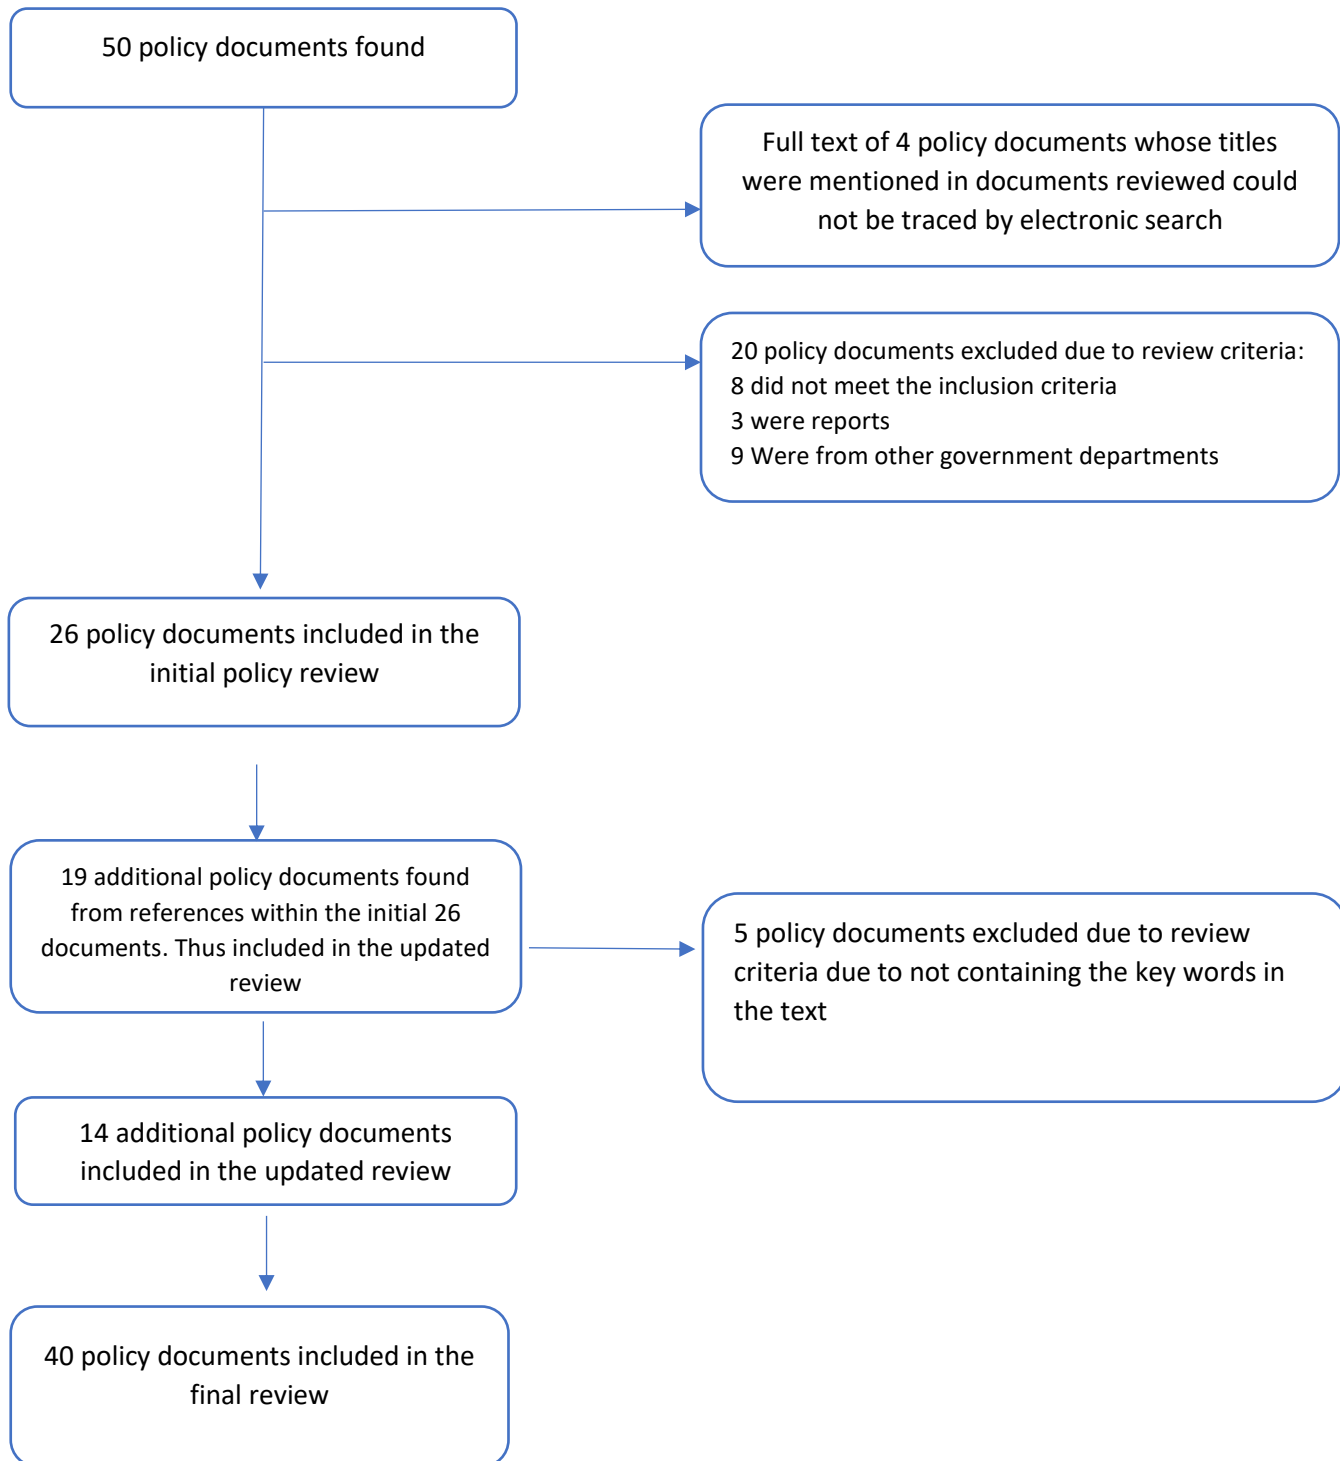 50 policy documents found
Full text of 4 policy documents whose titles
were mentioned in documents reviewed could
not be traced by electronic search
20 policy documents excluded due to review criteria:
8 did not meet the inclusion criteria
3 were reports
9 Were from other government departments
26 policy documents included in the
initial policy review
19 additional policy documents found
from references within the initial 26
documents. Thus included in the updated
review
5 policy documents excluded due to review
criteria due to not containing the key words in
the text
14 additional policy documents
included in the updated review
40 policy documents included in the
final review